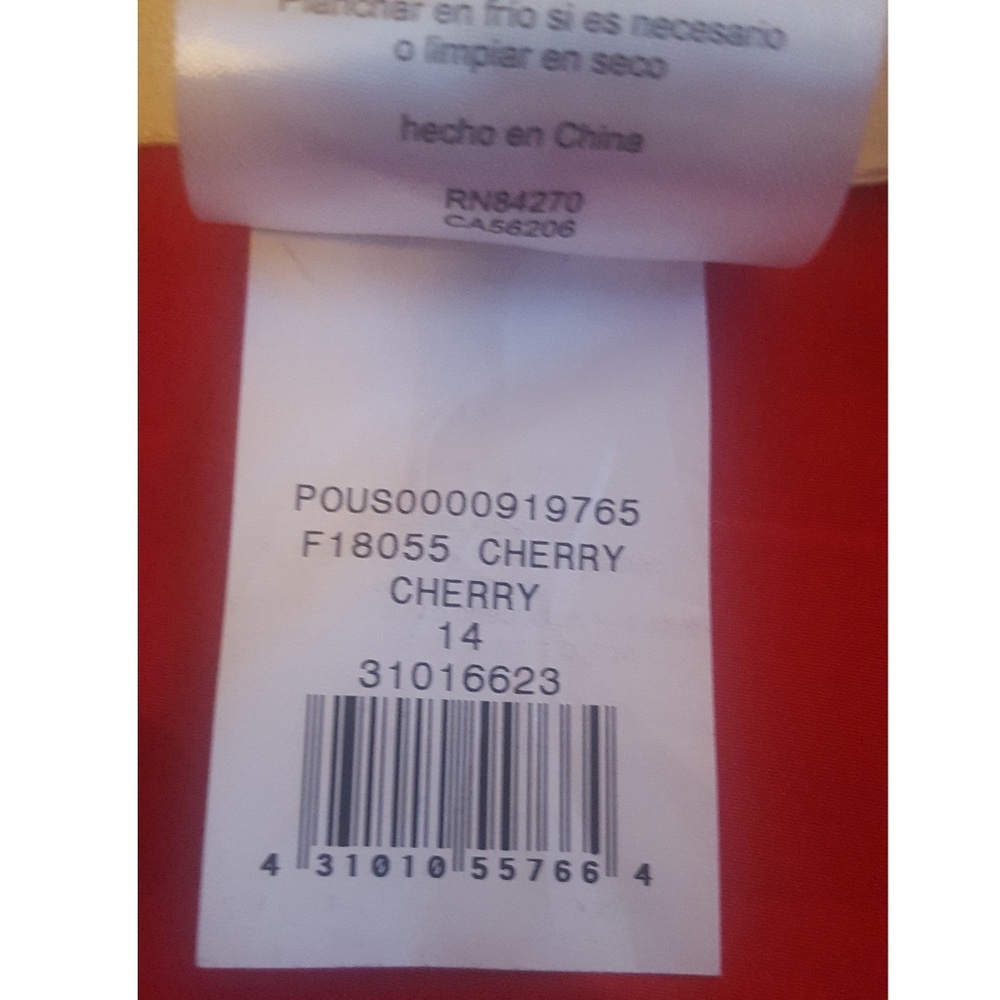 Planchar en frio si es necesario
o limpiar en seco
hecho en China
RN84270
CA56206
POUS0000919765
F18055 CHERRY
CHERRY
14
31016623
4 31010 55766 4